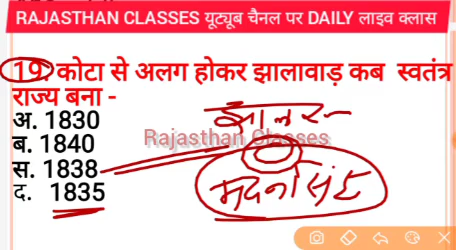 RAJASTHAN CLASSES यूट्यूब चैनल पर DAILY लाइव क्लास
19. कोटा से अलग होकर झालावाड़ कब स्वतंत्र
राज्य बना -
अ. 1830
ब. 1840
स. 1838
द. 1835
झालर
Rajasthan Classes
मदनसिंह